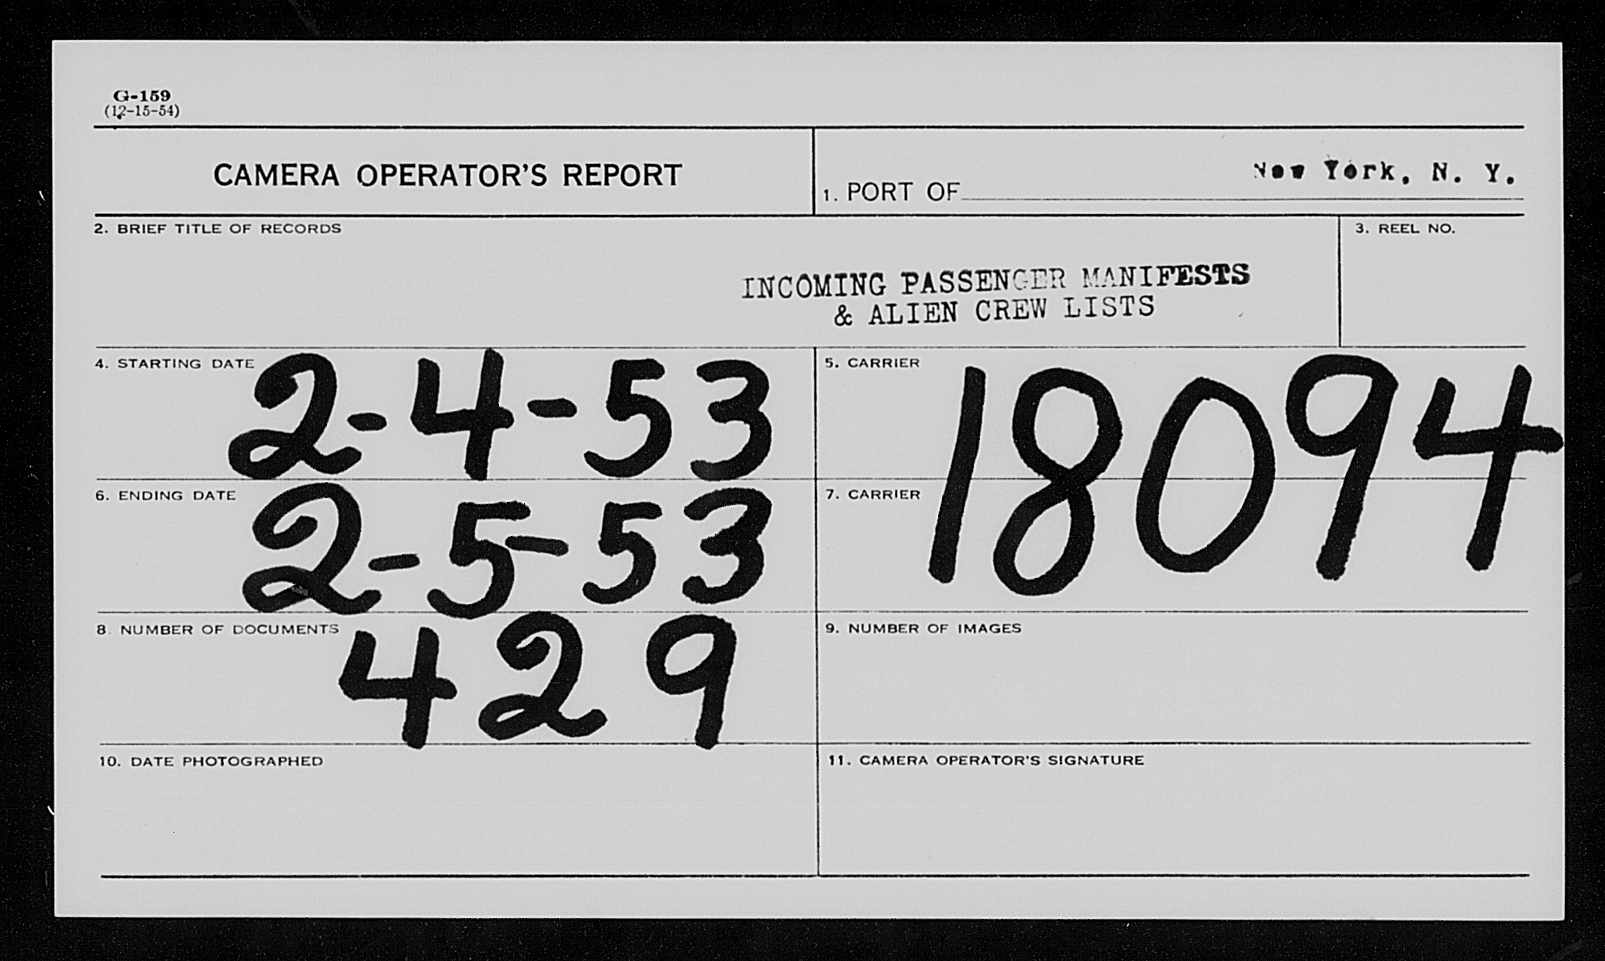 G-159
(12-15-54)
CAMERA OPERATOR'S REPORT
1. PORT OF New York, N. Y.
2. BRIEF TITLE OF RECORDS
3. REEL NO.
INCOMING PASSENGER MANIFESTS
& ALIEN CREW LISTS
4. STARTING DATE 2-4-53
5. CARRIER 18094
6. ENDING DATE 2-5-53
7. CARRIER
8. NUMBER OF DOCUMENTS 429
9. NUMBER OF IMAGES
10. DATE PHOTOGRAPHED
11. CAMERA OPERATOR'S SIGNATURE